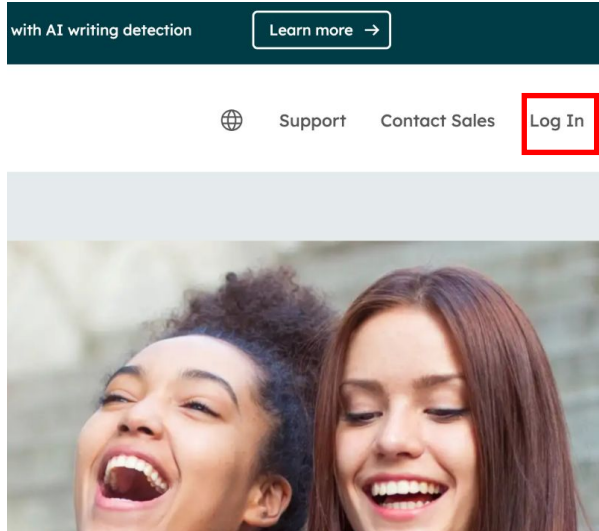 with AI writing detection
Learn more →
Support
Contact Sales
Log In